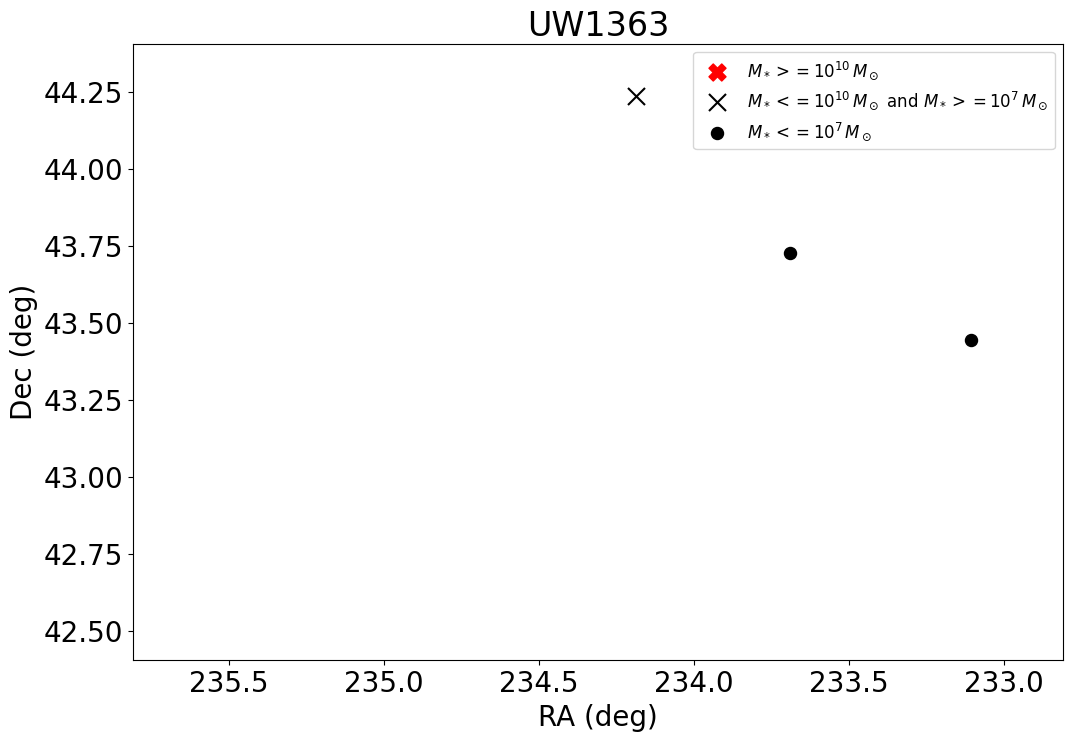 UW1363
$M_* >= 10^{10} M_\odot$
$M_* <= 10^{10} M_\odot$ and $M_* >= 10^7 M_\odot$
$M_* <= 10^7 M_\odot$
44.25
44.00
43.75
43.50
43.25
43.00
42.75
42.50
Dec (deg)
235.5 235.0 234.5 234.0 233.5 233.0
RA (deg)